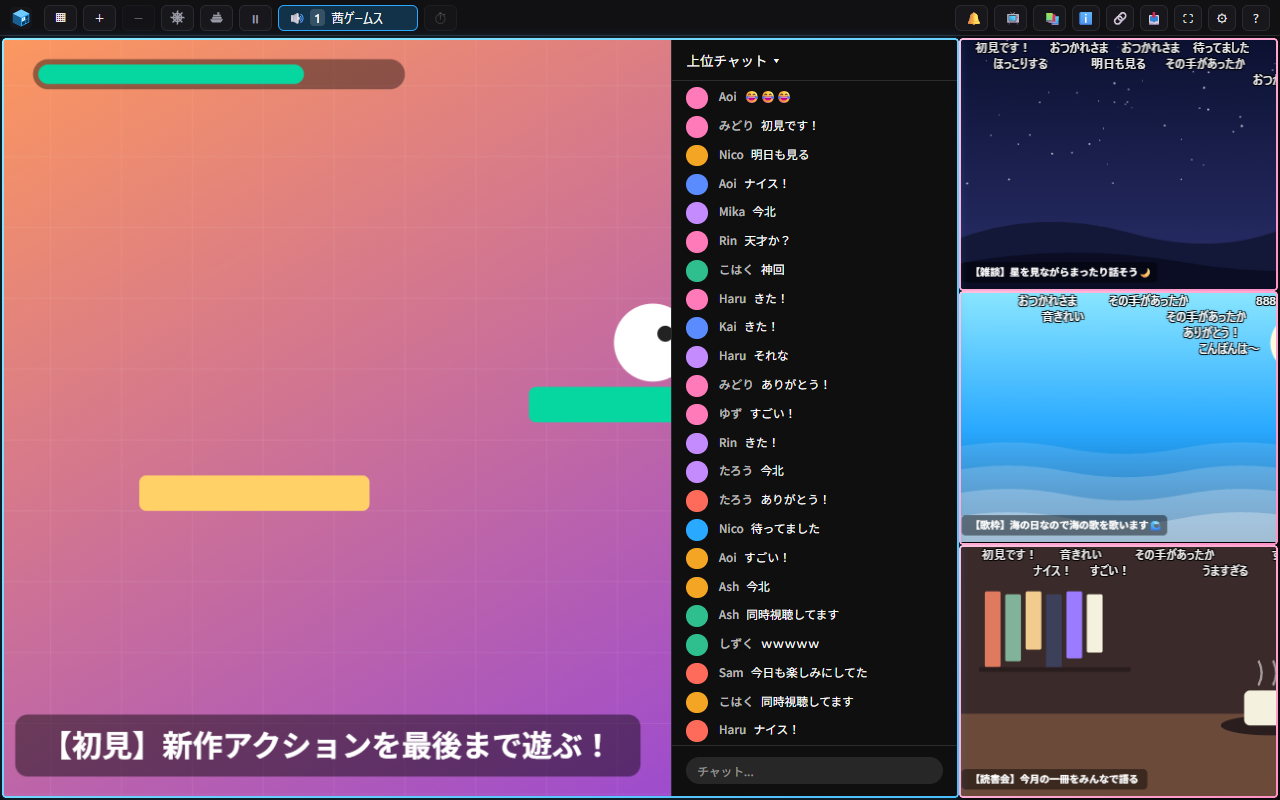 1 茜ゲームス
【初見】新作アクションを最後まで遊ぶ！
上位チャット
Aoi 😂😂😂
みどり 初見です！
Nico 明日も見る
Aoi ナイス！
Mika 今北
Rin 天才か？
こはく 神回
Haru きた！
Kai きた！
Haru それな
みどり ありがとう！
ゆず すごい！
Rin きた！
たろう 今北
たろう ありがとう！
Nico 待ってました
Aoi すごい！
Ash 今北
Ash 同時視聴してます
しずく wwwww
Sam 今日も楽しみにしてた
こはく 同時視聴してます
Haru ナイス！
チャット...
初見です！ おつかれさま おつかれさま 待ってました
ほっこりする 明日も見る その手があったか
おつ
【雑談】星を見ながらまったり話そう🌙
おつかれさま その手があったか 888
音きれい その手があったか
ありがとう！
こんばんは〜
【歌枠】海の日なので海の歌を歌います🌊
初見です！ 音きれい その手があったか
ナイス！ すごい！ うますぎる
【読書会】今月の一冊をみんなで語る